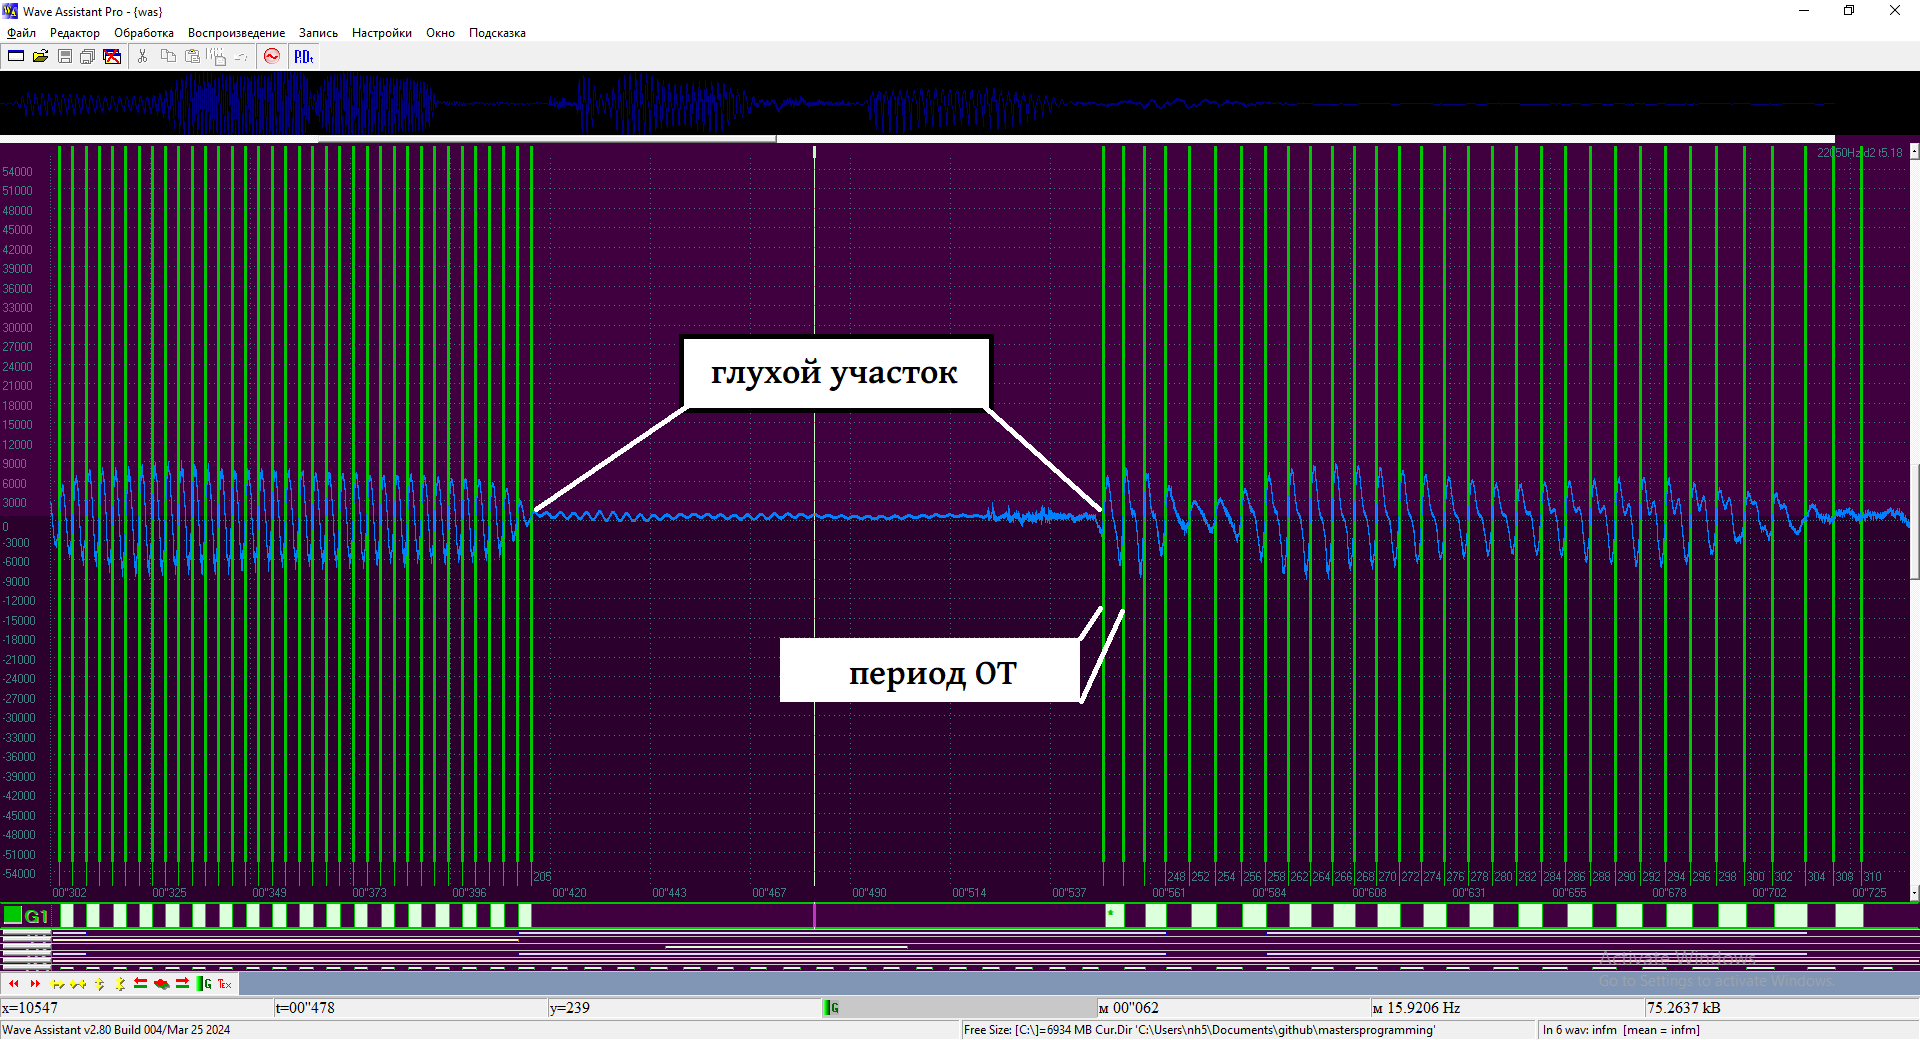 Wave Assistant Pro - {was}
Файл Редактор Обработка Воспроизведение Запись Настройки Окно Подсказка
P.Dt
22050Hz d2 t5.18
54000
51000
48000
45000
42000
39000
36000
33000
30000
27000
24000
21000
18000
15000
12000
9000
6000
3000
0
-3000
-6000
-9000
-12000
-15000
-18000
-21000
-24000
-27000
-30000
-33000
-36000
-39000
-42000
-45000
-48000
-51000
-54000
глухой участок
период ОТ
205 248 252 254 256 258 262 264 266 268 270 272 274 276 278 280 282 284 286 288 290 292 294 296 298 300 302 304 308 310
00"302 00"325 00"349 00"373 00"396 00"420 00"443 00"467 00"490 00"514 00"537 00"561 00"584 00"608 00"631 00"655 00"678 00"702 00"725
G1
Activate Windows
Go to Settings to activate Windows.
G
x=10547 t=00"478 y=239 G м 00"062 м 15.9206 Hz 75.2637 kB
Wave Assistant v2.80 Build 004/Mar 25 2024 Free Size: [C:\]=6934 MB Cur.Dir 'C:\Users\nh5\Documents\github\mastersprogramming' In 6 wav: infm [mean = infm]